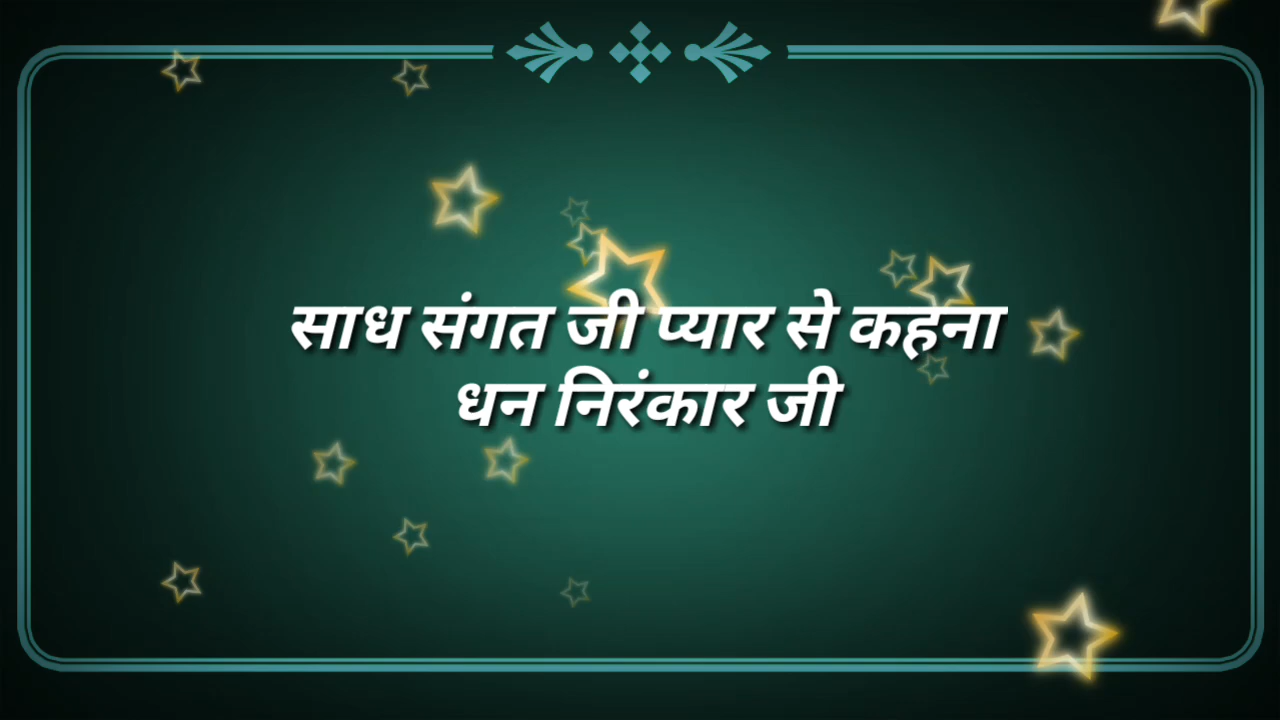 साध संगत जी प्यार से कहना
धन निरंकार जी